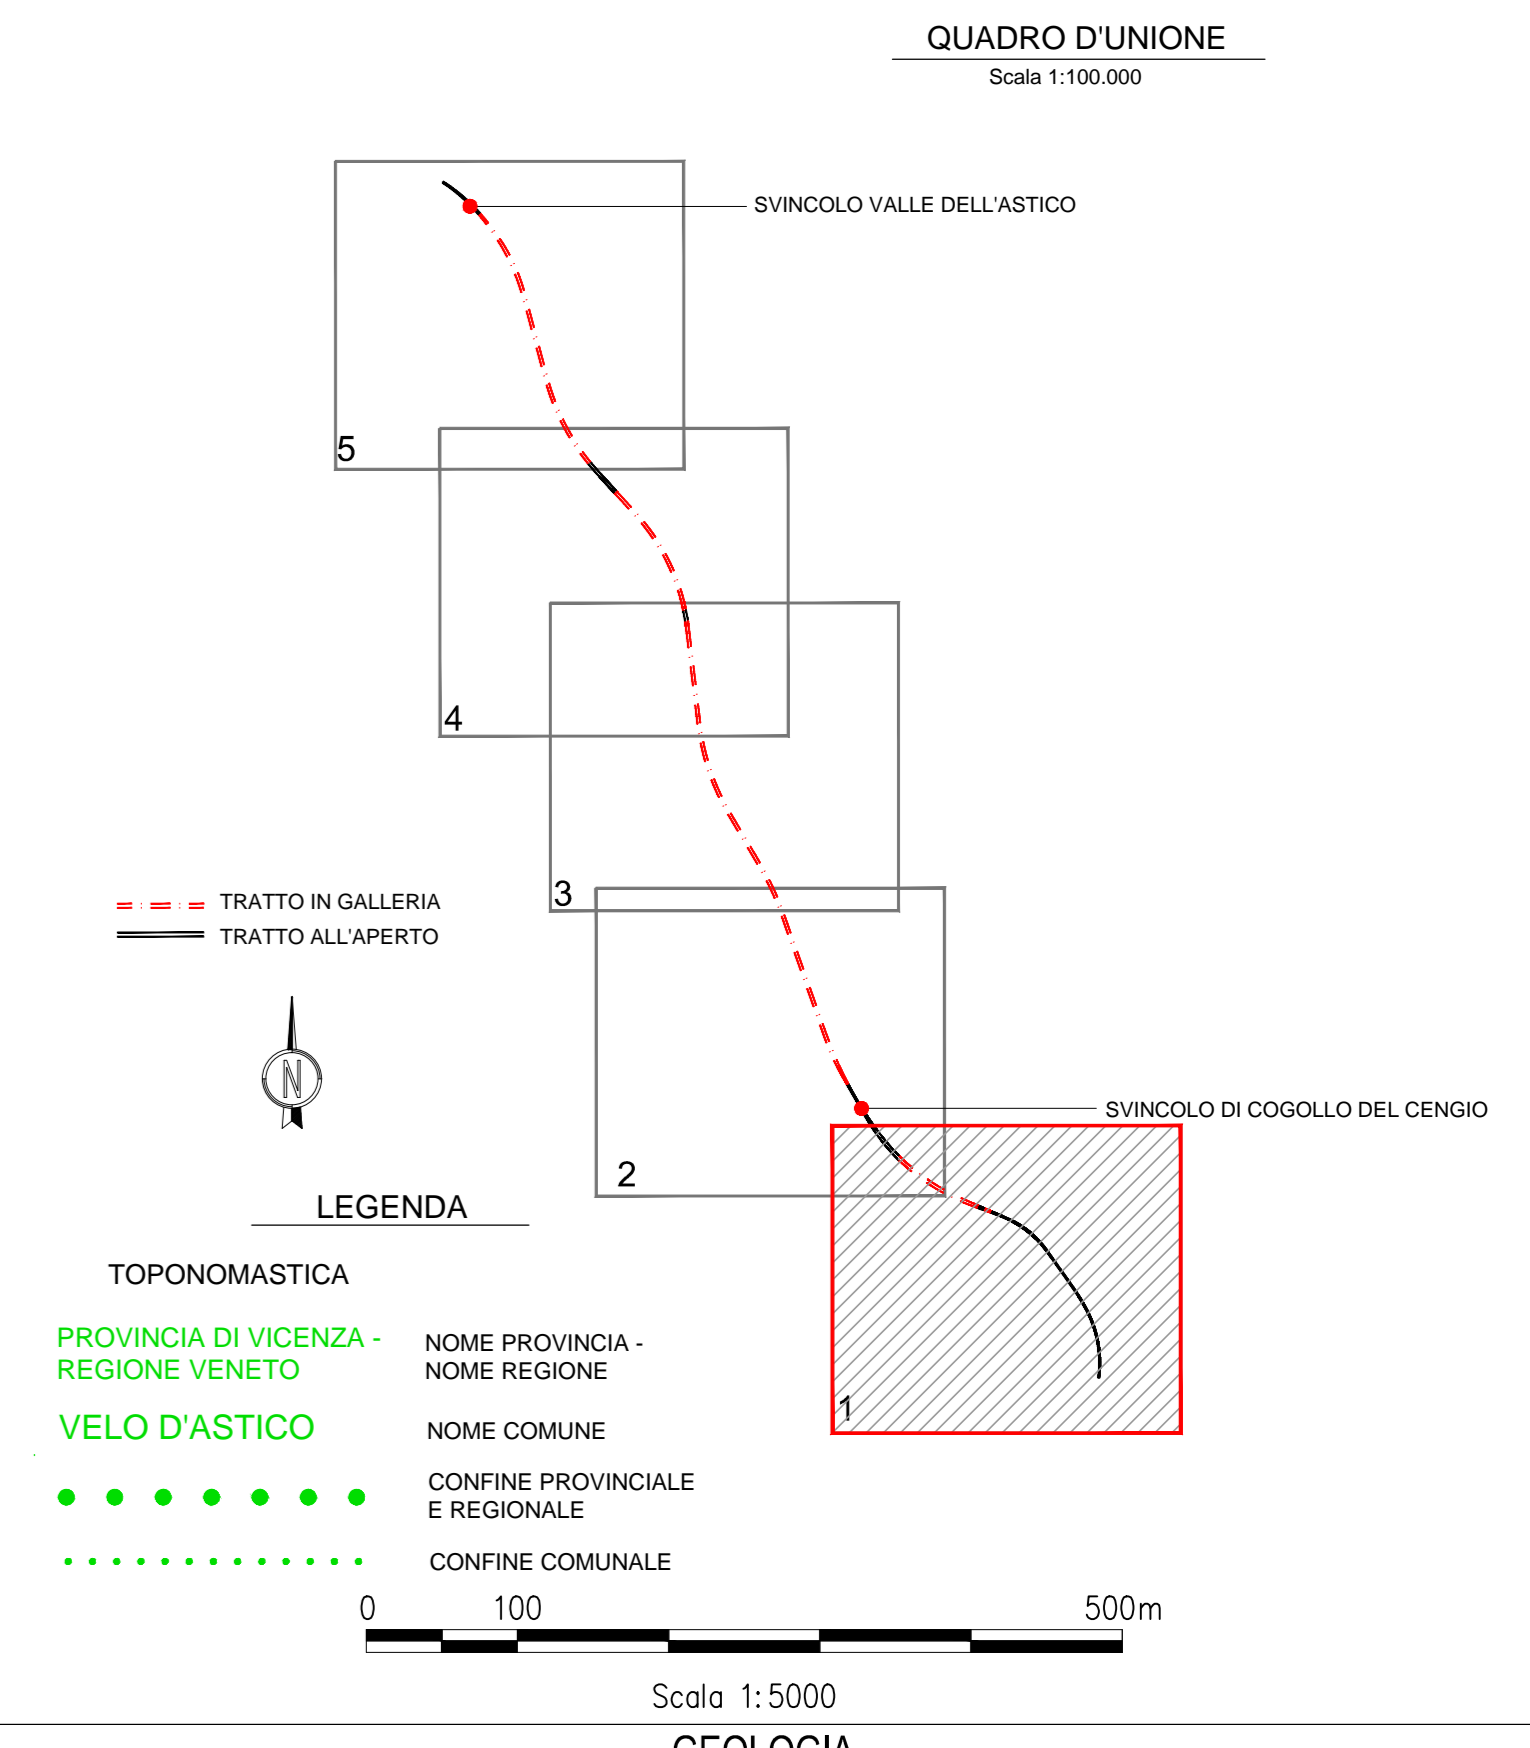 QUADRO D'UNIONE
Scala 1:100.000
SVINCOLO VALLE DELL'ASTICO
5
4
3
TRATTO IN GALLERIA
TRATTO ALL'APERTO
N
SVINCOLO DI COGOLLO DEL CENGIO
2
1
LEGENDA
TOPONOMASTICA
PROVINCIA DI VICENZA -
REGIONE VENETO
NOME PROVINCIA -
NOME REGIONE
VELO D'ASTICO
NOME COMUNE
CONFINE PROVINCIALE
E REGIONALE
CONFINE COMUNALE
0 100 500m
Scala 1:5000
GEOLOGIA